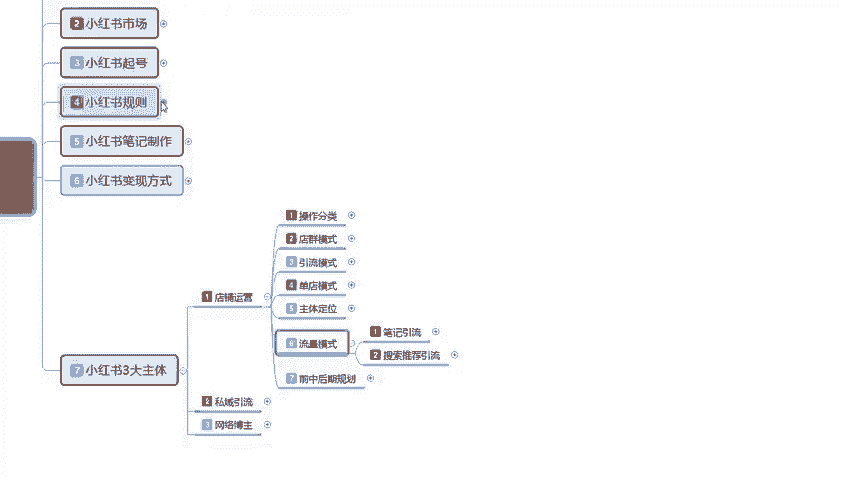 2 小红书市场
3 小红书起号
4 小红书规则
5 小红书笔记制作
6 小红书变现方式
7 小红书3大主体
1 店铺运营
1 操作分类
2 店群模式
3 引流模式
4 单店模式
5 主体定位
6 流量模式
1 笔记引流
2 搜索推荐引流
7 前中后期规划
2 私域引流
3 网络博主